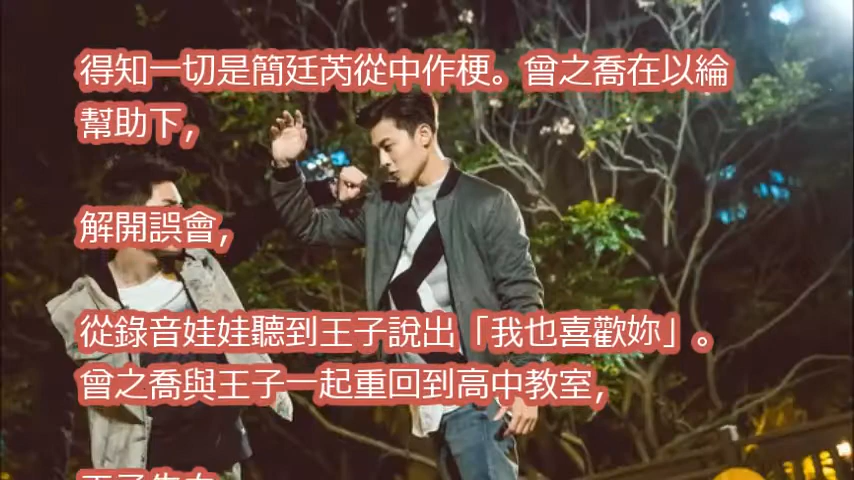 得知一切是簡廷芮從中作梗。曾之喬在以綸
幫助下，
解開誤會，
從錄音娃娃聽到王子說出「我也喜歡妳」。
曾之喬與王子一起重回到高中教室，